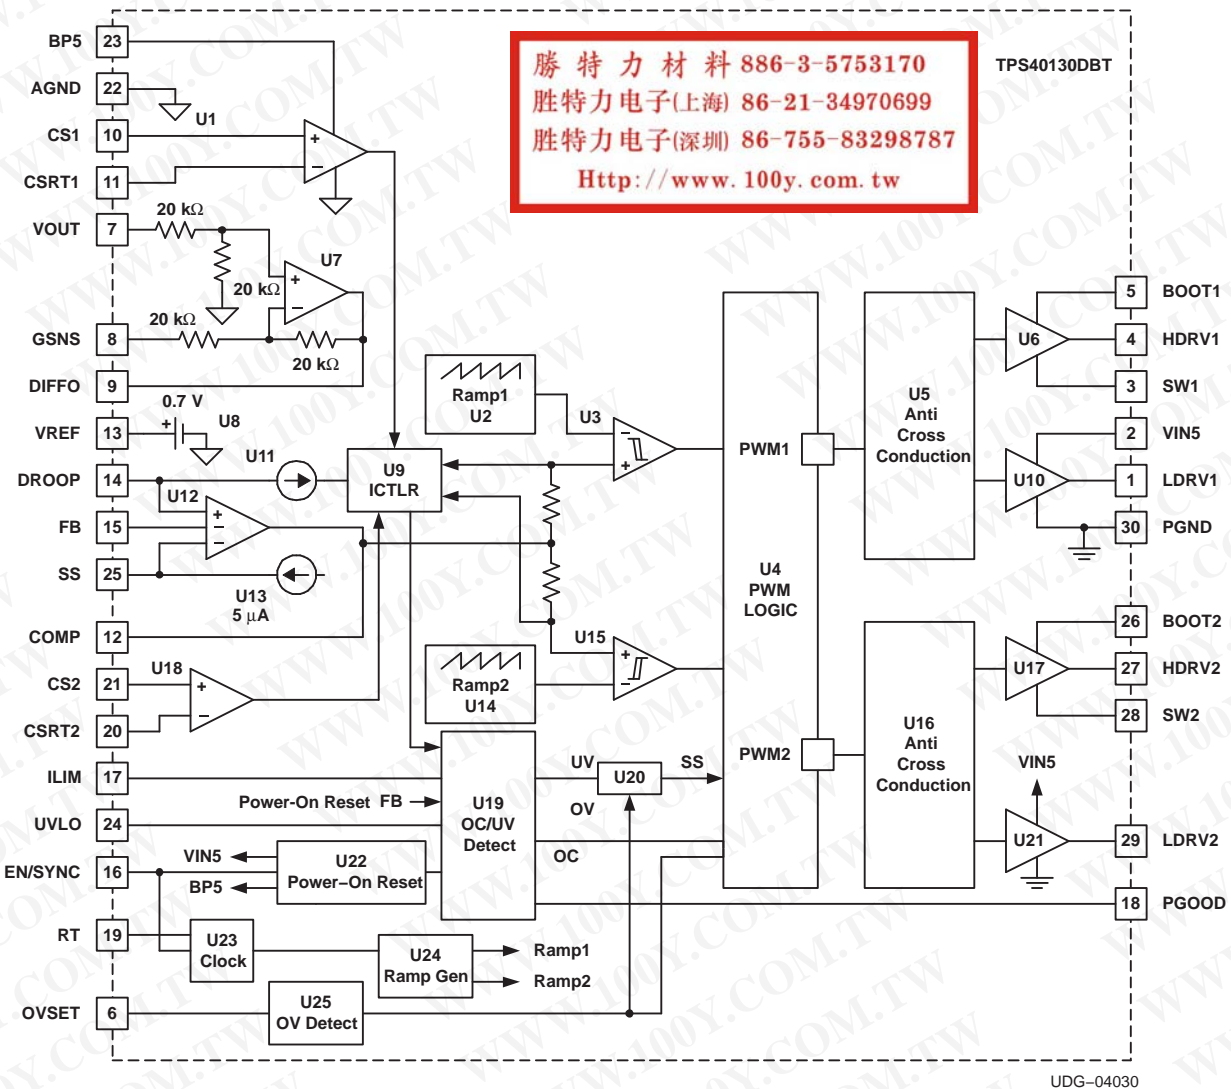 勝 特 力 材 料 886-3-5753170
胜特力电子(上海) 86-21-34970699
胜特力电子(深圳) 86-755-83298787
Http://www. 100y. com. tw
TPS40130DBT
BP5 23
AGND 22
U1
CS1 10
CSRT1 11
20 kΩ
VOUT 7
U7
20 kΩ
20 kΩ
GSNS 8
20 kΩ
DIFFO 9
0.7 V
U8
VREF 13
U11
DROOP 14
U12
FB 15
SS 25
U13
5 µA
COMP 12
U18
CS2 21
CSRT2 20
ILIM 17
Power-On Reset FB
UVLO 24
VIN5
EN/SYNC 16
BP5
U22
Power–On Reset
RT 19
U23
Clock
U24
Ramp Gen
Ramp1
Ramp2
OVSET 6
U25
OV Detect
Ramp1
U2
U3
U9
ICTLR
U15
Ramp2
U14
U19
OC/UV
Detect
UV
U20
SS
OV
OC
PWM1
U4
PWM
LOGIC
PWM2
U5
Anti
Cross
Conduction
U6
U10
5 BOOT1
4 HDRV1
3 SW1
2 VIN5
1 LDRV1
30 PGND
U16
Anti
Cross
Conduction
U17
VIN5
U21
26 BOOT2
27 HDRV2
28 SW2
29 LDRV2
18 PGOOD
UDG–04030
WWW.100Y.COM.TW